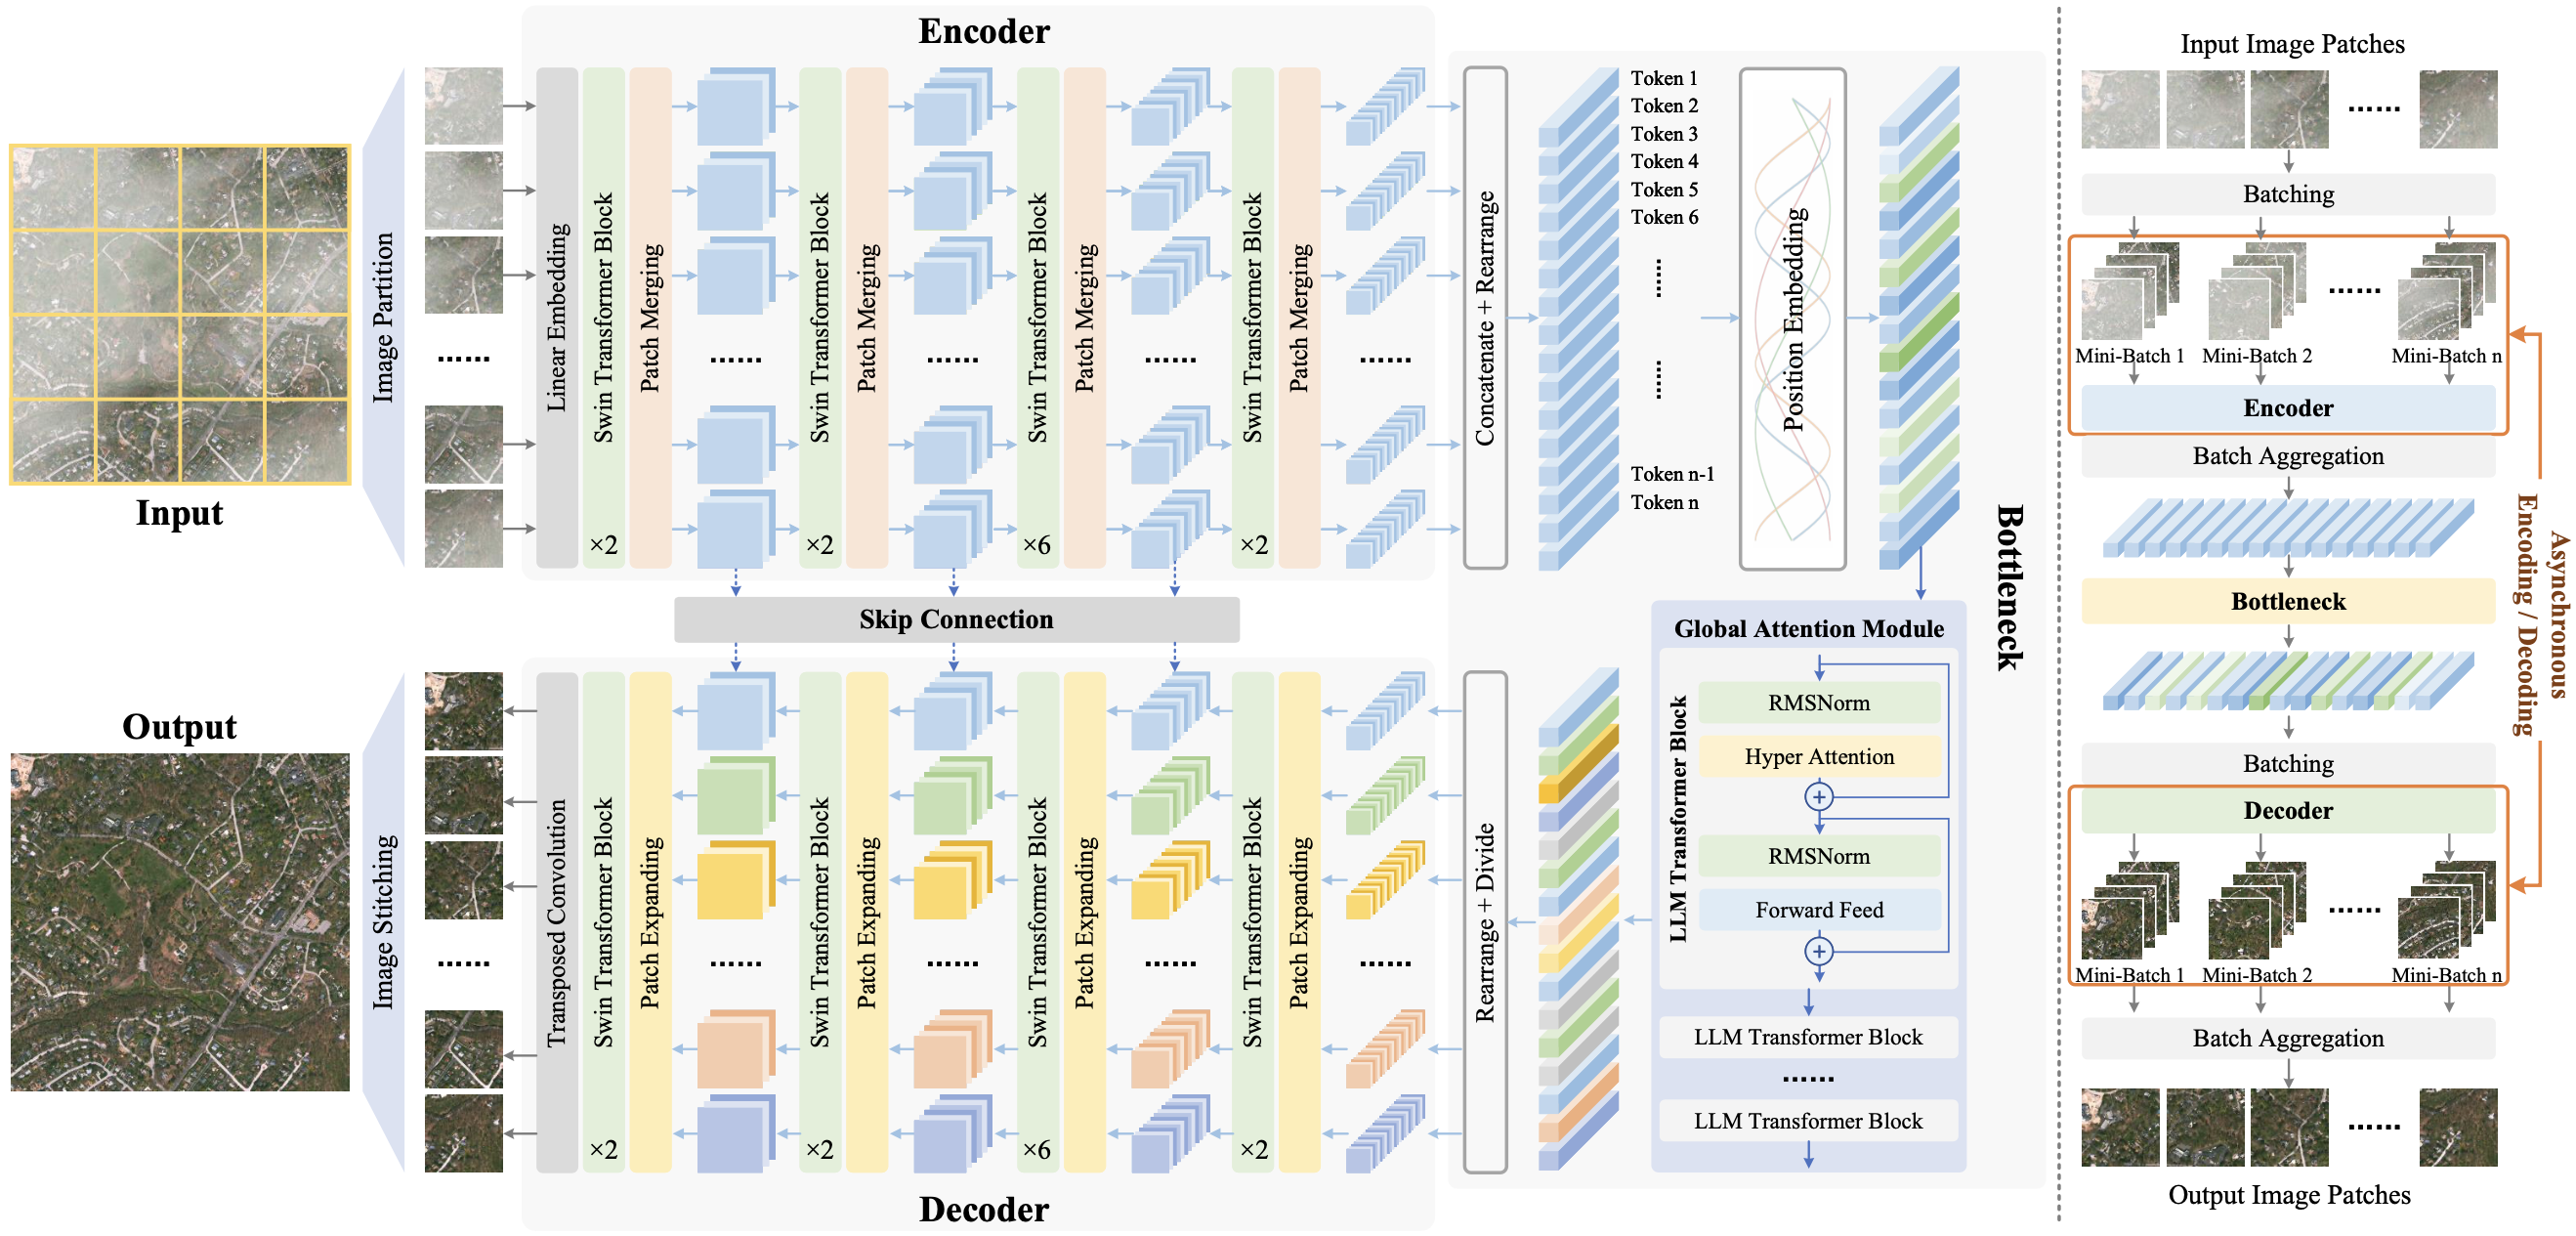 Encoder
Input
Image Partition
......
Linear Embedding
Swin Transformer Block
×2
Patch Merging
......
Swin Transformer Block
×2
Patch Merging
......
Swin Transformer Block
×6
Patch Merging
......
Swin Transformer Block
×2
Patch Merging
......
Concatenate + Rearrange
Token 1
Token 2
Token 3
Token 4
Token 5
Token 6
......
......
Token n-1
Token n
Position Embedding
Bottleneck
Skip Connection
Global Attention Module
LLM Transformer Block
RMSNorm
Hyper Attention
+
RMSNorm
Forward Feed
+
LLM Transformer Block
......
LLM Transformer Block
Rearrange + Divide
Output
Image Stitching
......
Transposed Convolution
Swin Transformer Block
×2
Patch Expanding
......
Swin Transformer Block
×2
Patch Expanding
......
Swin Transformer Block
×6
Patch Expanding
......
Swin Transformer Block
×2
Patch Expanding
......
Decoder
Input Image Patches
......
Batching
......
Mini-Batch 1
Mini-Batch 2
Mini-Batch n
Encoder
Batch Aggregation
Bottleneck
Batching
Decoder
......
Mini-Batch 1
Mini-Batch 2
Mini-Batch n
Batch Aggregation
......
Output Image Patches
Asynchronous
Encoding / Decoding